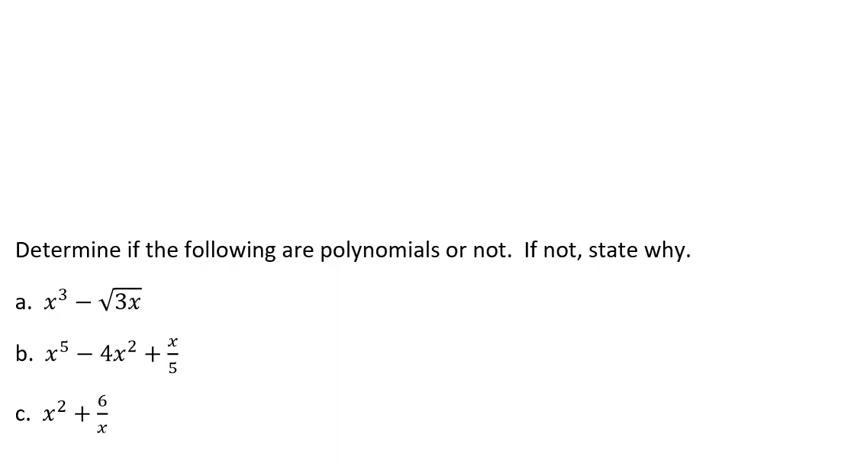 Determine if the following are polynomials or not.  If not, state why.
a. x³ − √(3x)
b. x⁵ − 4x² + x/5
c. x² + 6/x